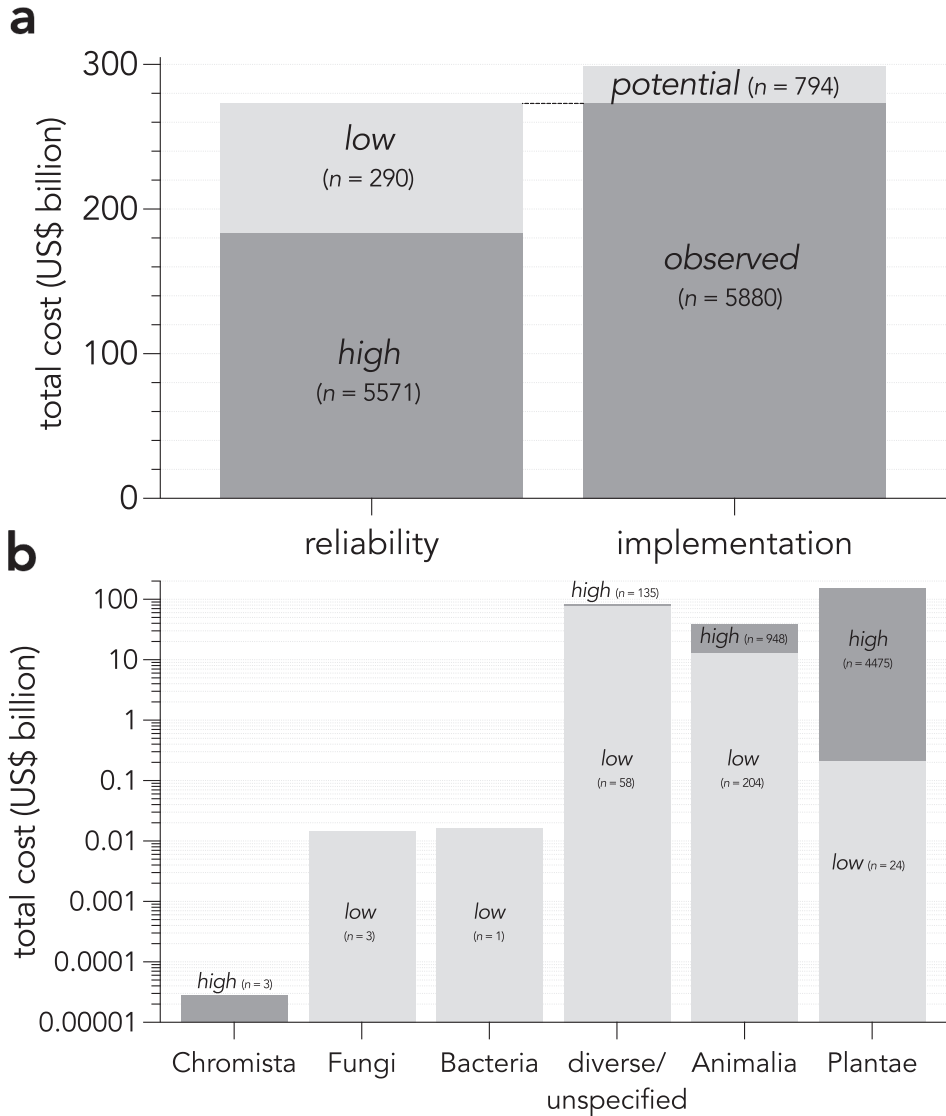 a
total cost (US$ billion)
300
200
100
0
low
(n = 290)
high
(n = 5571)
potential (n = 794)
observed
(n = 5880)
reliability
implementation
b
total cost (US$ billion)
100
10
1
0.1
0.01
0.001
0.0001
0.00001
high (n = 3)
low
(n = 3)
low
(n = 1)
high (n = 135)
low
(n = 58)
high (n = 948)
low
(n = 204)
high
(n = 4475)
low (n = 24)
Chromista
Fungi
Bacteria
diverse/
unspecified
Animalia
Plantae